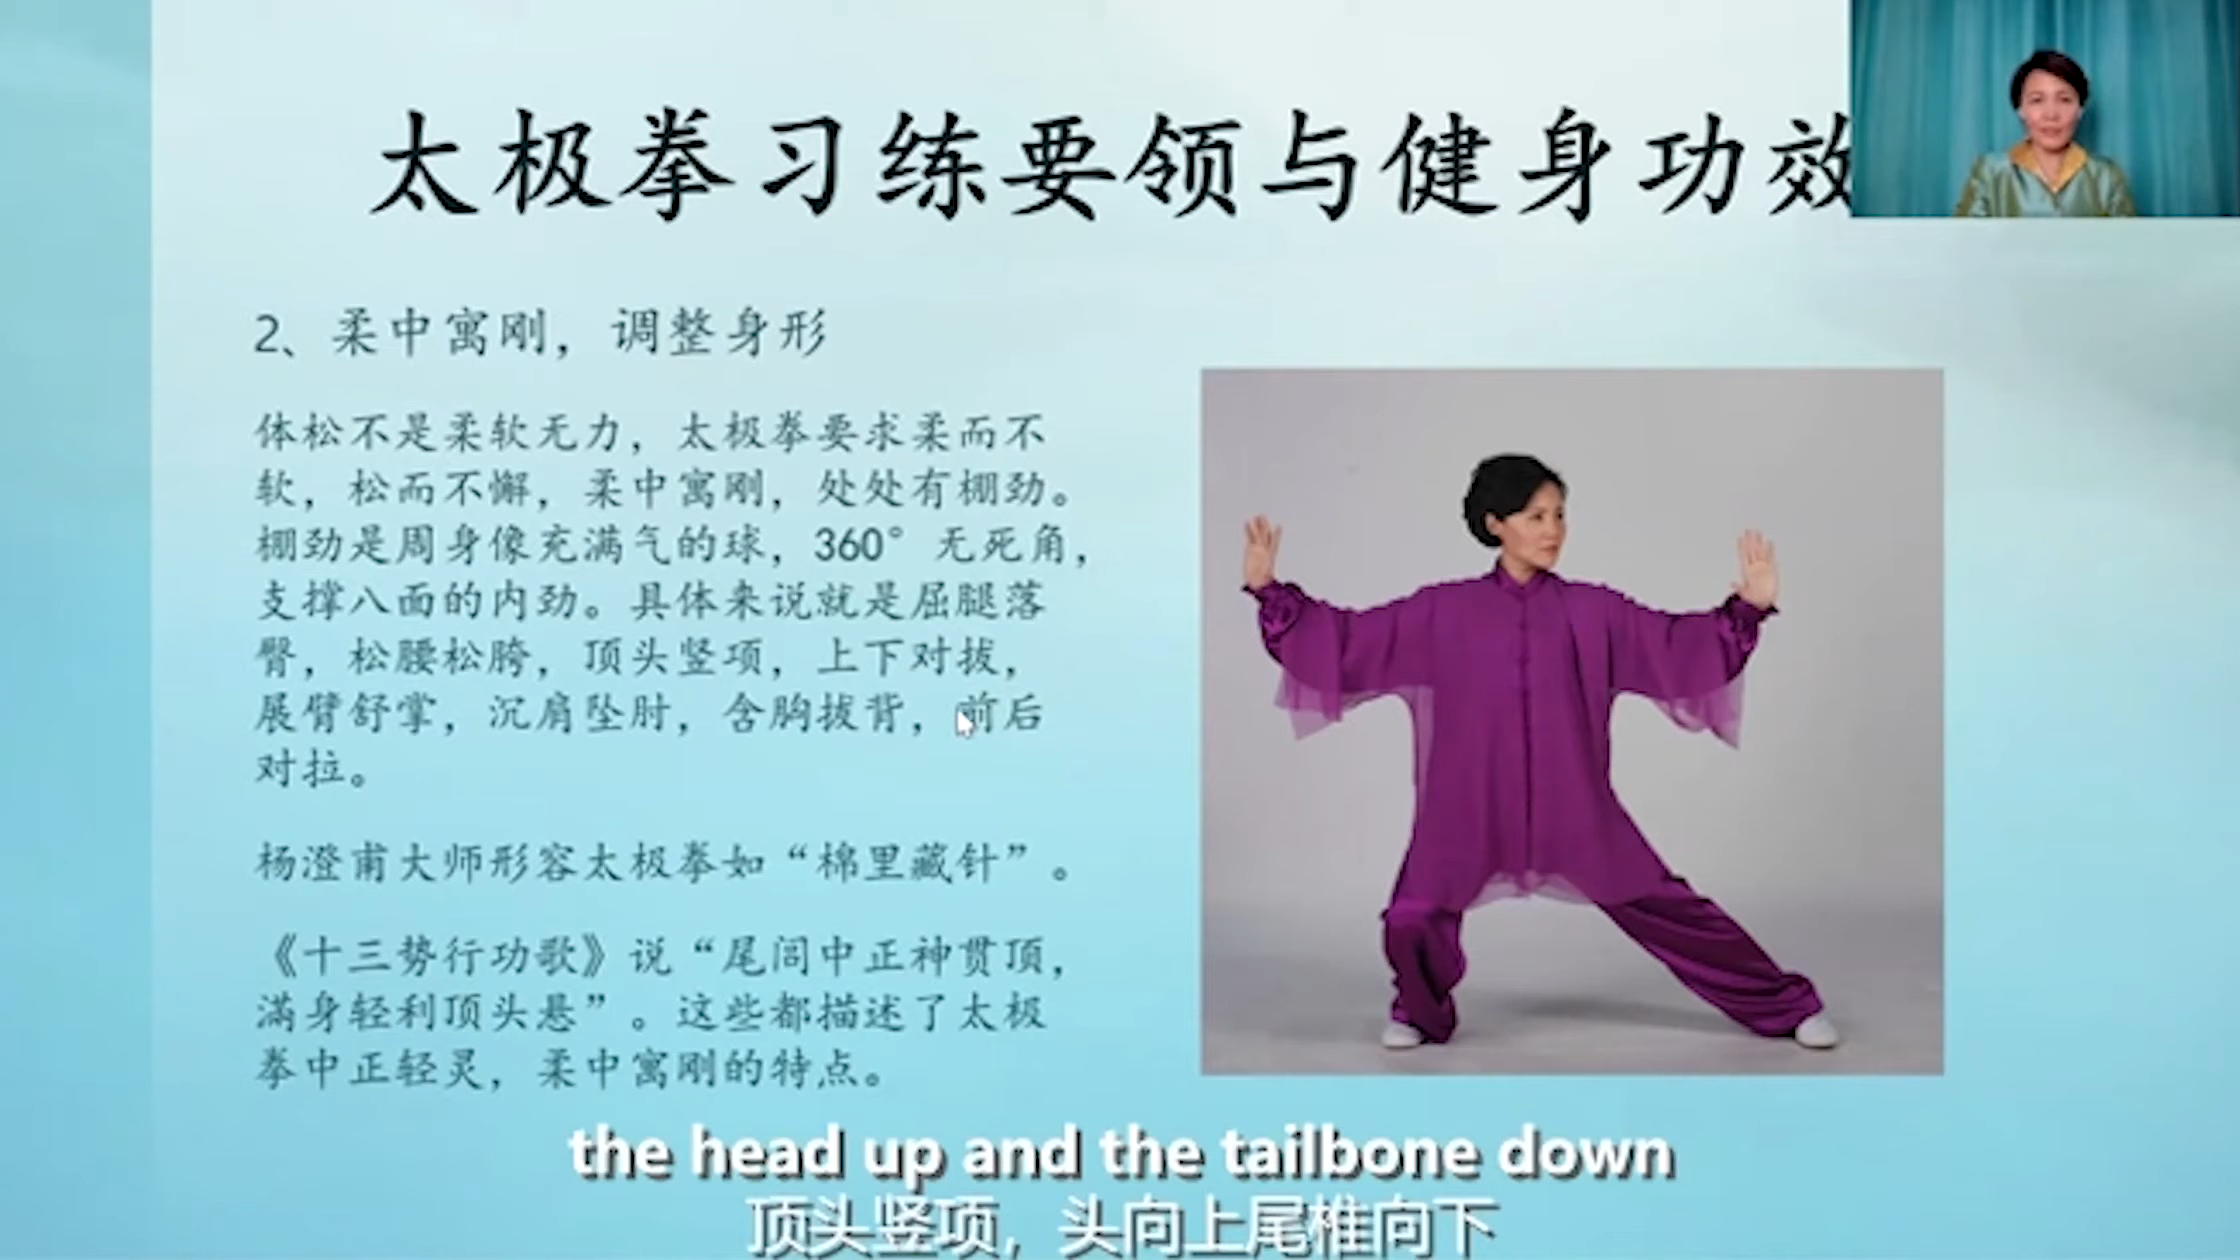 太极拳习练要领与健身功效
2、柔中寓刚，调整身形
体松不是柔软无力，太极拳要求柔而不
软，松而不懈，柔中寓刚，处处有棚劲。
棚劲是周身像充满气的球，360°无死角，
支撑八面的内劲。具体来说就是屈腿落
臀，松腰松胯，顶头竖项，上下对拔，
展臂舒掌，沉肩坠肘，含胸拔背，前后
对拉。
杨澄甫大师形容太极拳如“棉里藏针”。
《十三势行功歌》说“尾闾中正神贯顶，
满身轻利顶头悬”。这些都描述了太极
拳中正轻灵，柔中寓刚的特点。
the head up and the tailbone down
顶头竖项，头向上尾椎向下